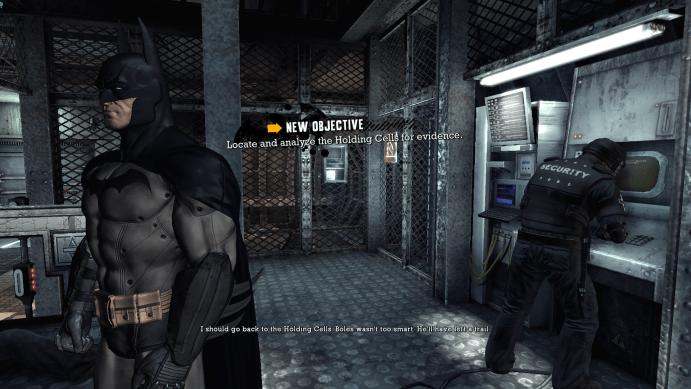 NEW OBJECTIVE
Locate and analyze the Holding Cells for evidence.
SECURITY
I should go back to the Holding Cells. Boles wasn't too smart. He'll have left a trail.